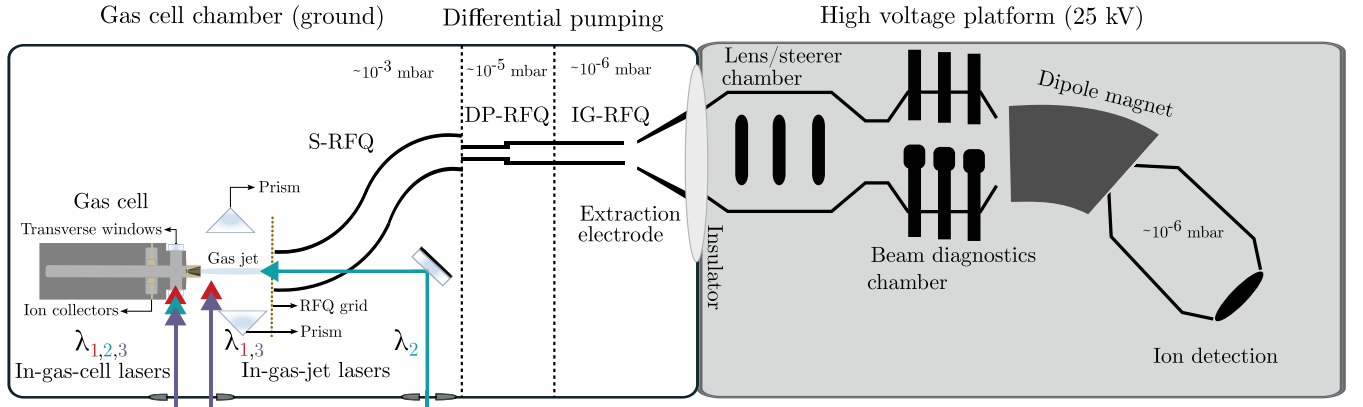 Gas cell chamber (ground)
Differential pumping
High voltage platform (25 kV)
~10⁻³ mbar
~10⁻⁵ mbar
~10⁻⁶ mbar
Lens/steerer
chamber
Dipole magnet
S-RFQ
DP-RFQ
IG-RFQ
Prism
Gas cell
Transverse windows
Gas jet
Extraction
electrode
Insulator
~10⁻⁶ mbar
Beam diagnostics
chamber
Ion collectors
RFQ grid
Prism
λ₁,₂,₃
λ₁,₃
λ₂
In-gas-cell lasers
In-gas-jet lasers
Ion detection